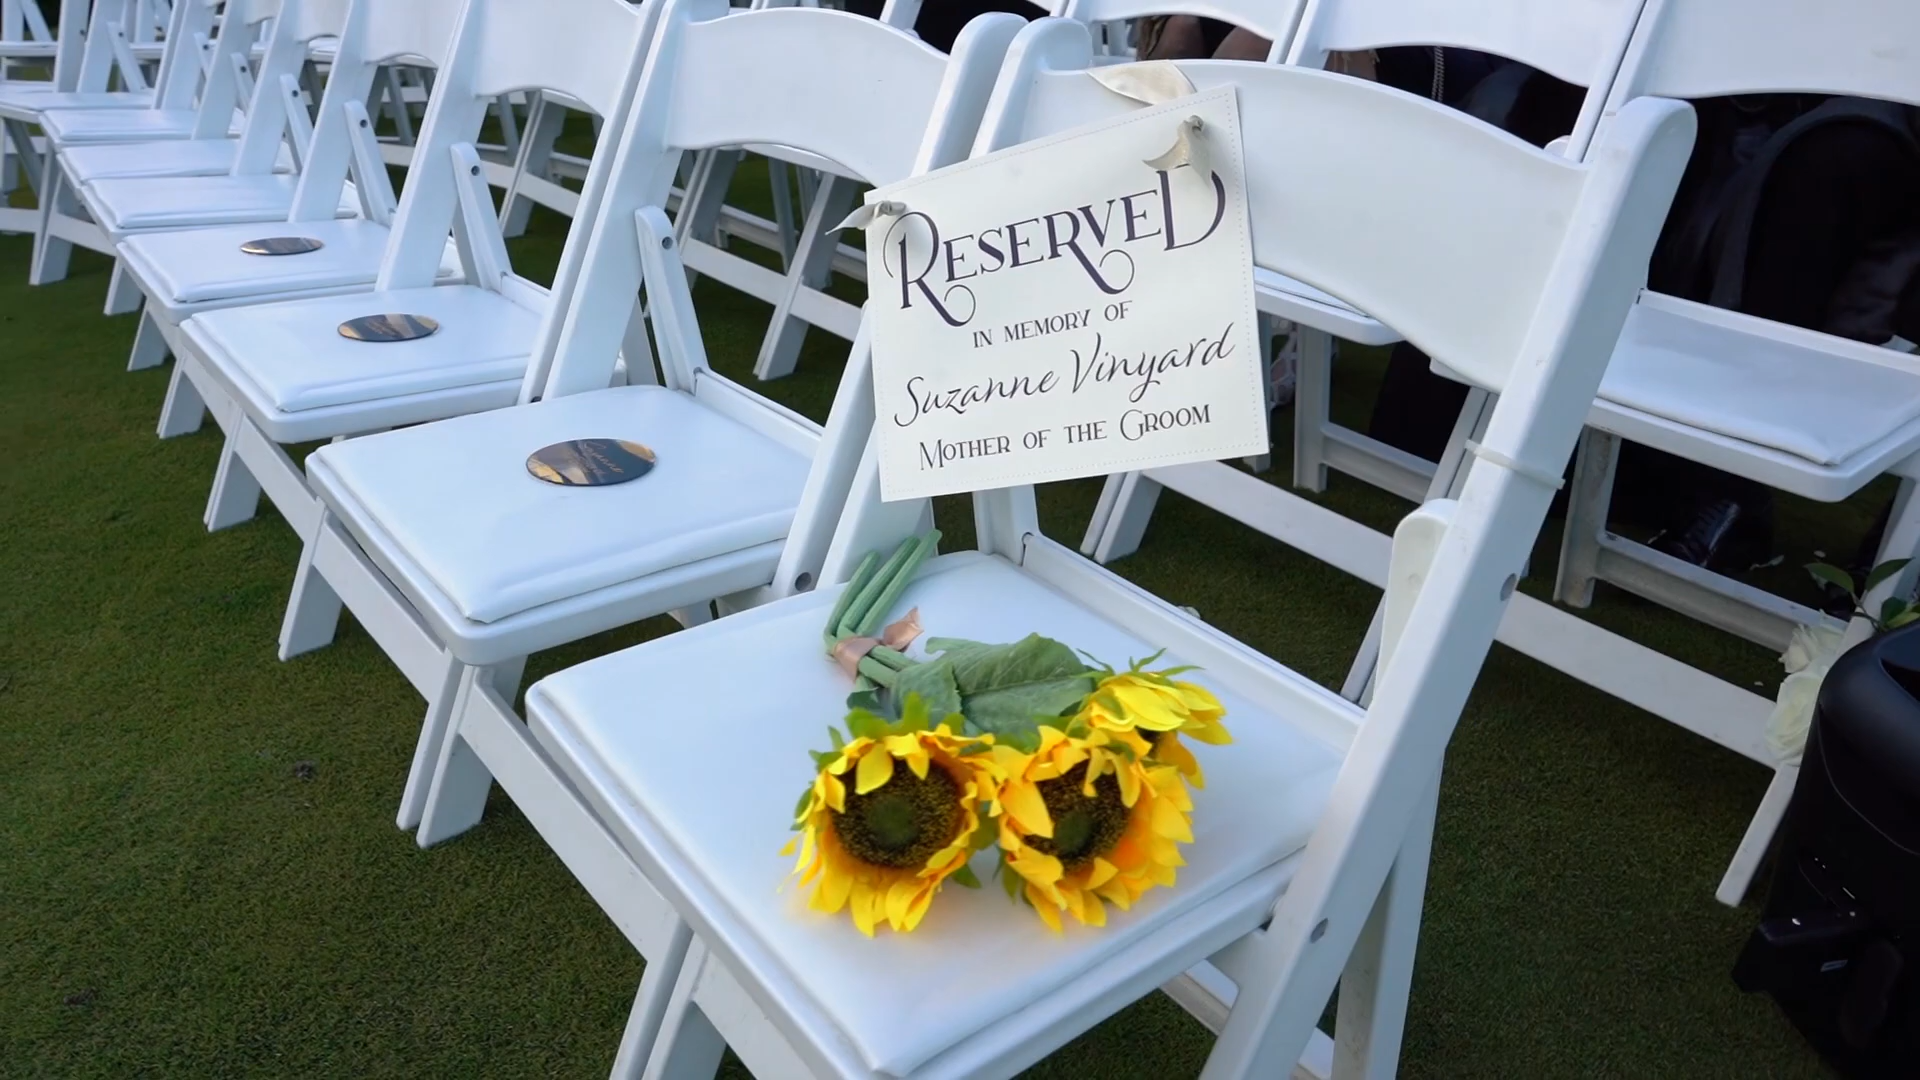 RESERVED
IN MEMORY OF
Suzanne Vinyard
MOTHER OF THE GROOM